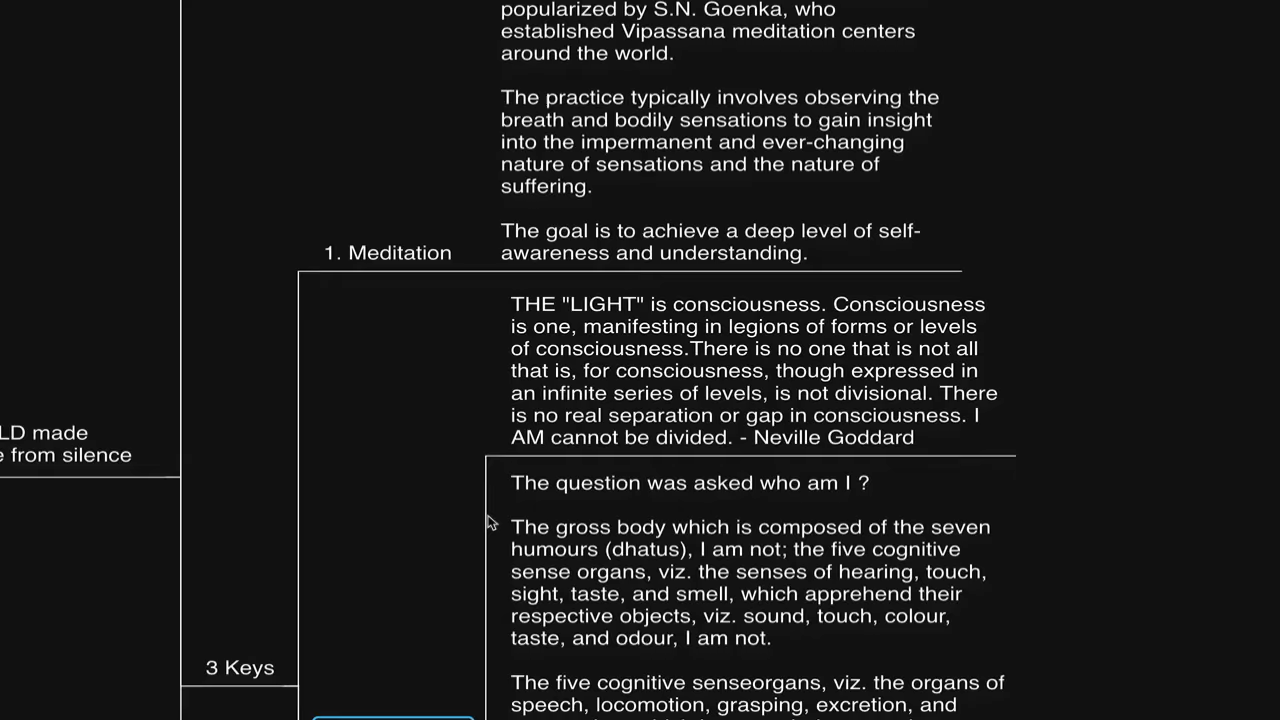 popularized by S.N. Goenka, who
established Vipassana meditation centers
around the world.
The practice typically involves observing the
breath and bodily sensations to gain insight
into the impermanent and ever-changing
nature of sensations and the nature of
suffering.
The goal is to achieve a deep level of self-
awareness and understanding.
1. Meditation
THE "LIGHT" is consciousness. Consciousness
is one, manifesting in legions of forms or levels
of consciousness.There is no one that is not all
that is, for consciousness, though expressed in
an infinite series of levels, is not divisional. There
is no real separation or gap in consciousness. I
AM cannot be divided. - Neville Goddard
LD made
e from silence
The question was asked who am I ?
The gross body which is composed of the seven
humours (dhatus), I am not; the five cognitive
sense organs, viz. the senses of hearing, touch,
sight, taste, and smell, which apprehend their
respective objects, viz. sound, touch, colour,
taste, and odour, I am not.
3 Keys
The five cognitive senseorgans, viz. the organs of
speech, locomotion, grasping, excretion, and